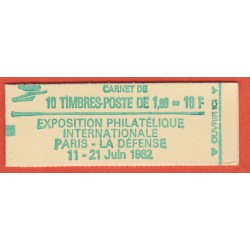 CARNET DE
10 TIMBRES-POSTE DE 1,80 = 18 F
EXPOSITION PHILATÉLIQUE
INTERNATIONALE
PARIS - LA DÉFENSE
11 - 21 Juin 1982
OUVRIR